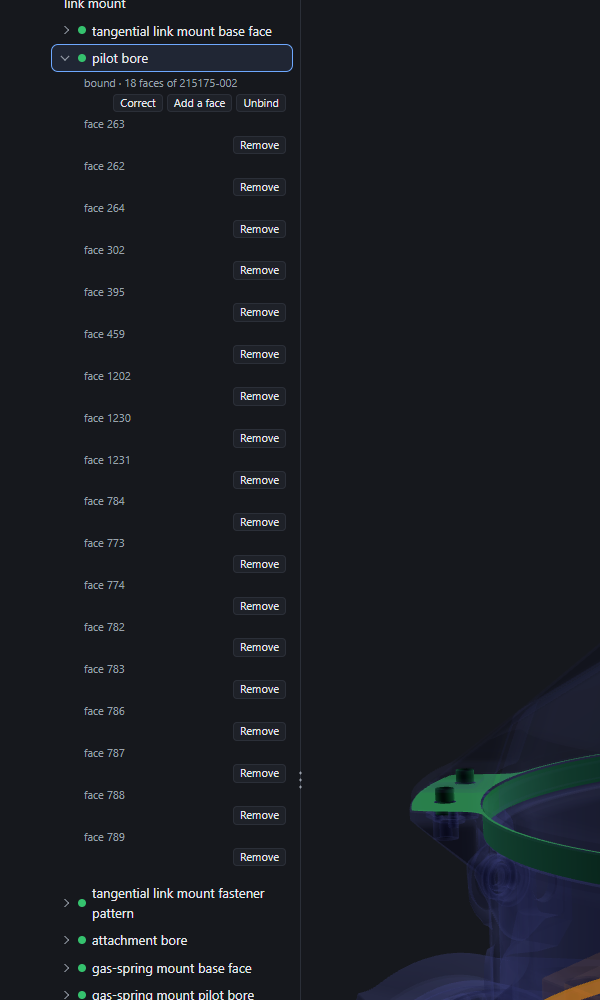 link mount
tangential link mount base face
pilot bore
bound · 18 faces of 215175-002
Correct Add a face Unbind
face 263
Remove
face 262
Remove
face 264
Remove
face 302
Remove
face 395
Remove
face 459
Remove
face 1202
Remove
face 1230
Remove
face 1231
Remove
face 784
Remove
face 773
Remove
face 774
Remove
face 782
Remove
face 783
Remove
face 786
Remove
face 787
Remove
face 788
Remove
face 789
Remove
tangential link mount fastener
pattern
attachment bore
gas-spring mount base face
gas-spring mount pilot bore